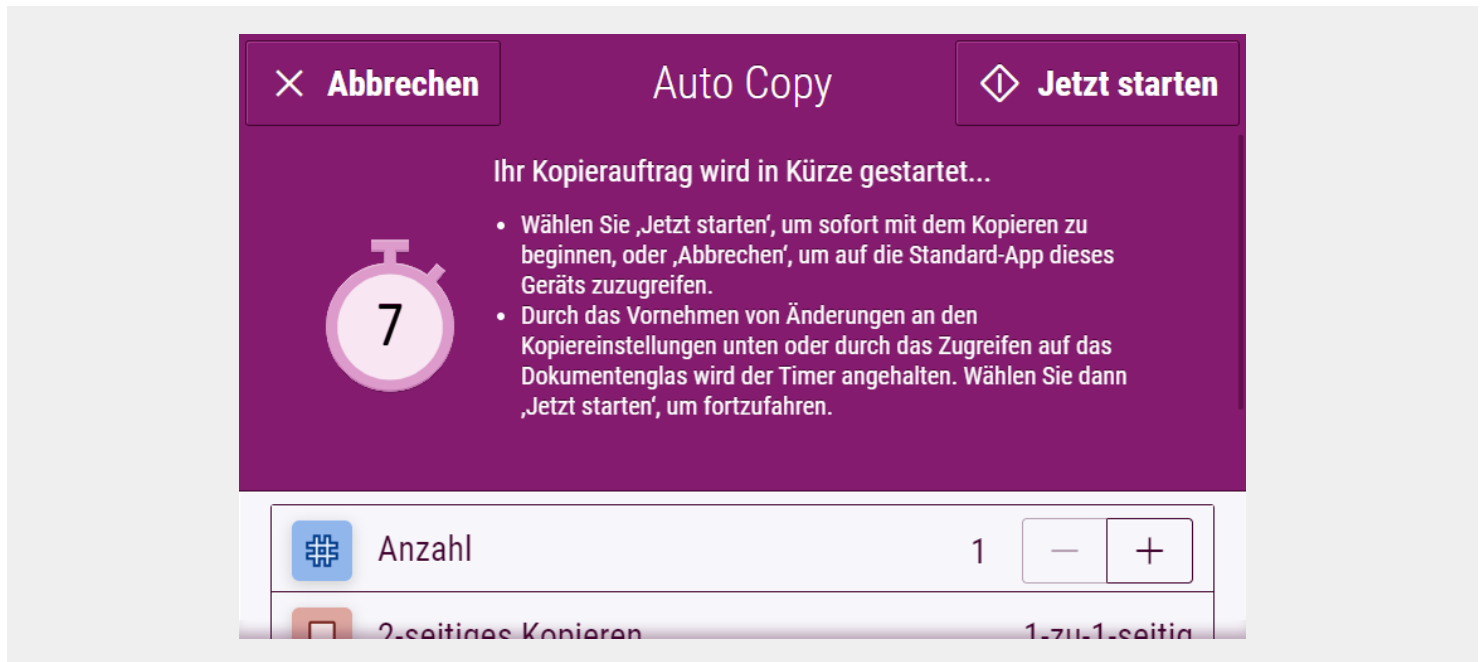 Abbrechen
Auto Copy
Jetzt starten
Ihr Kopierauftrag wird in Kürze gestartet...
• Wählen Sie ‚Jetzt starten‘, um sofort mit dem Kopieren zu
beginnen, oder ‚Abbrechen‘, um auf die Standard-App dieses
Geräts zuzugreifen.
7
• Durch das Vornehmen von Änderungen an den
Kopiereinstellungen unten oder durch das Zugreifen auf das
Dokumentenglas wird der Timer angehalten. Wählen Sie dann
‚Jetzt starten‘, um fortzufahren.
Anzahl
1
2-seitiges Kopieren
1-zu-1-seitig